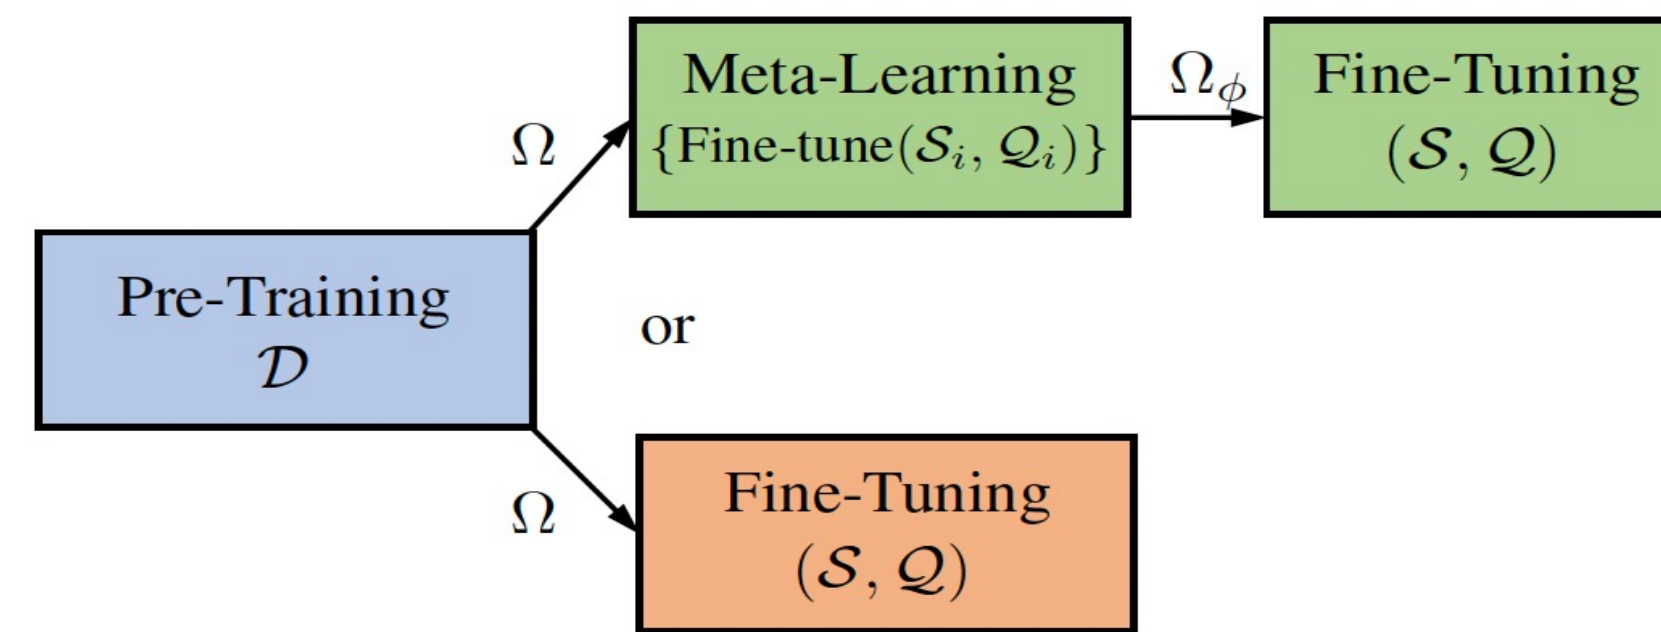 Meta-Learning
{Fine-tune(𝒮ᵢ, 𝒬ᵢ)}
Ω_ϕ
Fine-Tuning
(𝒮, 𝒬)
Ω
Pre-Training
𝒟
or
Ω
Fine-Tuning
(𝒮, 𝒬)